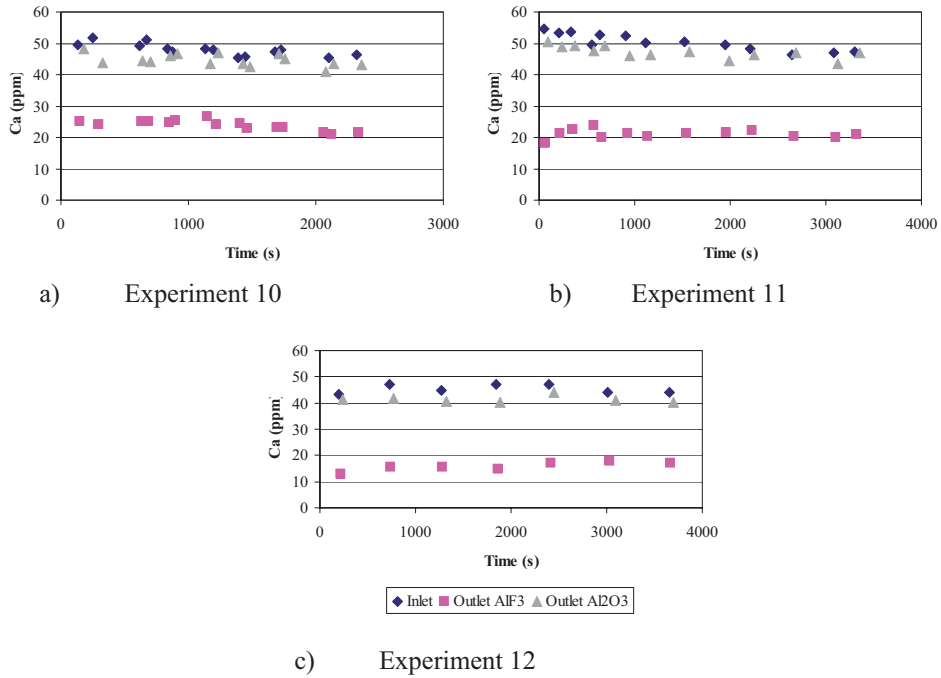 60
50
40
30
20
10
0
Ca (ppm)
0 1000 2000 3000
Time (s)
a) Experiment 10
60
50
40
30
20
10
0
Ca (ppm)
0 1000 2000 3000 4000
Time (s)
b) Experiment 11
60
50
40
30
20
10
0
Ca (ppm)
0 1000 2000 3000 4000
Time (s)
Inlet Outlet AlF3 Outlet Al2O3
c) Experiment 12